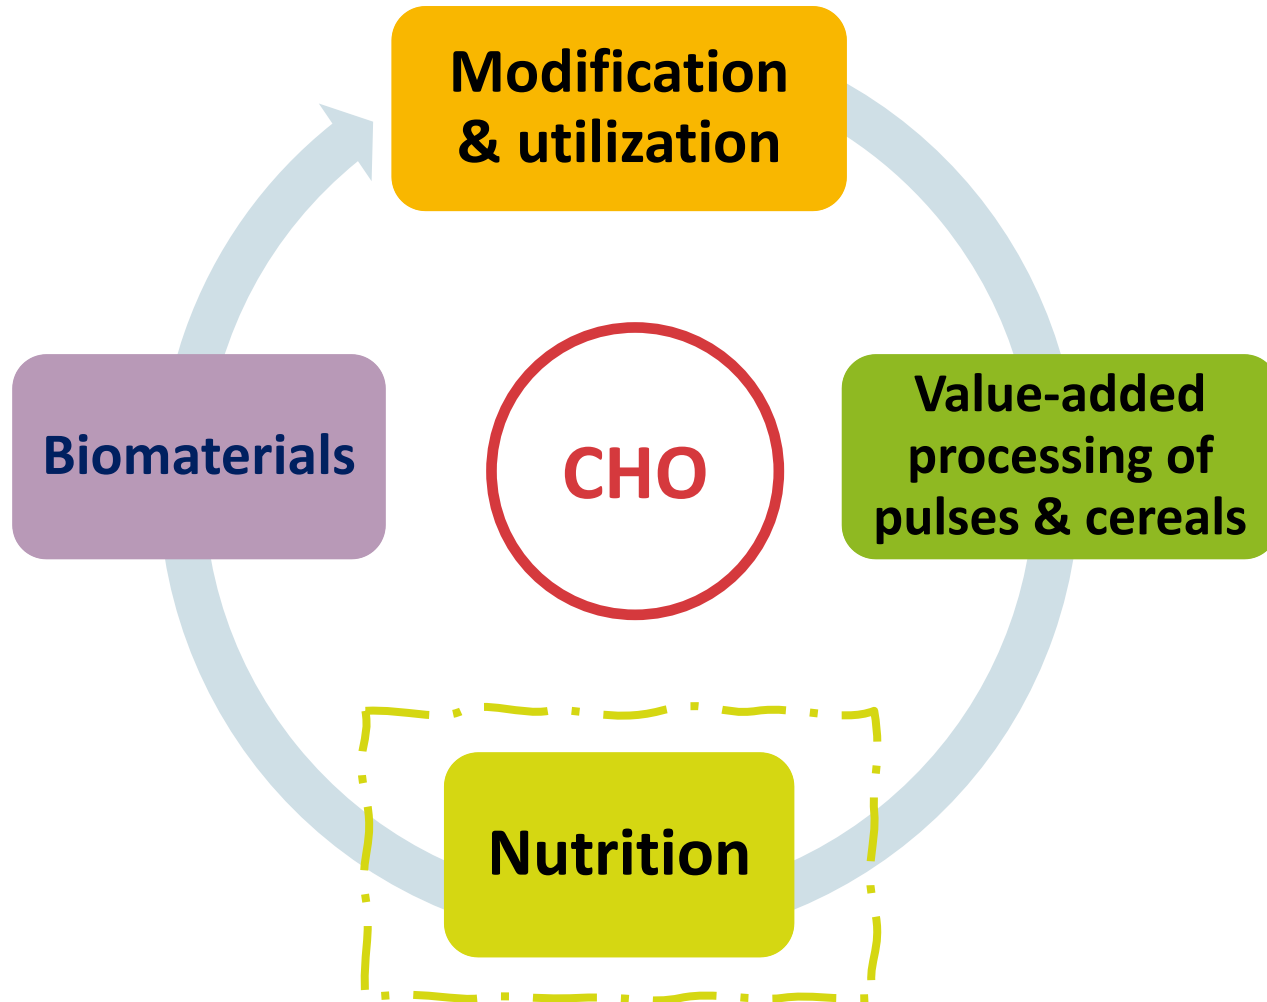 Modification
& utilization
Biomaterials
CHO
Value-added
processing of
pulses & cereals
Nutrition